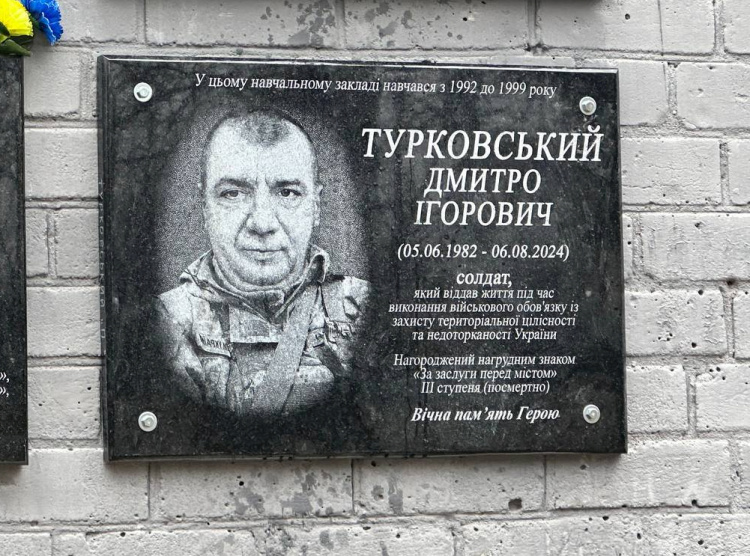 У цьому навчальному закладі навчався з 1992 до 1999 року
ТУРКОВСЬКИЙ
ДМИТРО
ІГОРОВИЧ
(05.06.1982 - 06.08.2024)
солдат,
який віддав життя під час
виконання військового обов'язку із
захисту територіальної цілісності
та недоторканості України
Нагороджений нагрудним знаком
«За заслуги перед містом»
ІІІ ступеня (посмертно)
Вічна пам'ять Герою